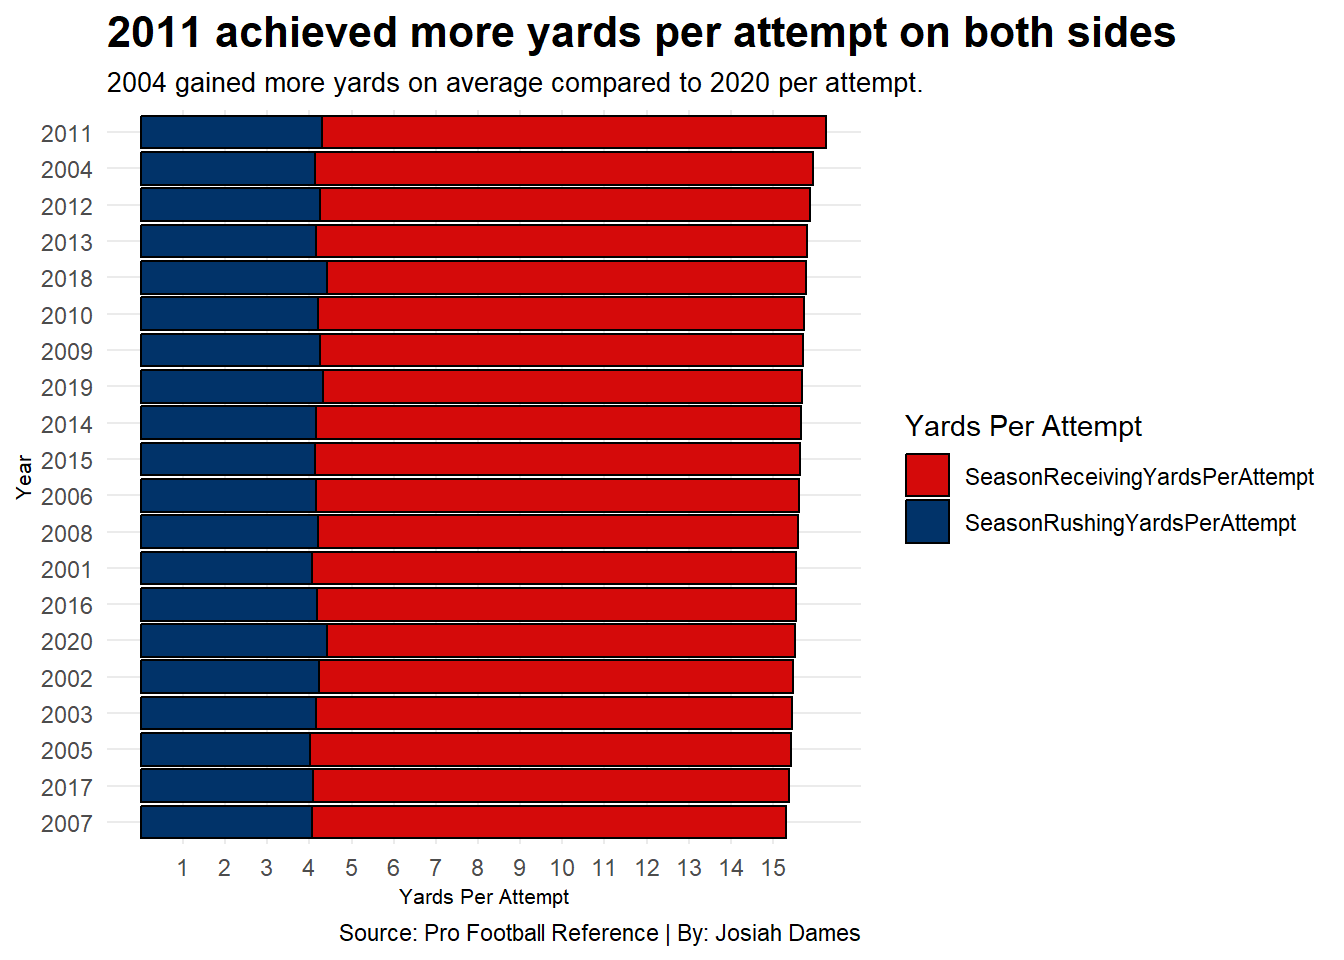 2011 achieved more yards per attempt on both sides
2004 gained more yards on average compared to 2020 per attempt.
2011
2004
2012
2013
2018
2010
2009
2019
2014
2015
2006
2008
2001
2016
2020
2002
2003
2005
2017
2007
Year
1 2 3 4 5 6 7 8 9 10 11 12 13 14 15
Yards Per Attempt
Yards Per Attempt
SeasonReceivingYardsPerAttempt
SeasonRushingYardsPerAttempt
Source: Pro Football Reference | By: Josiah Dames